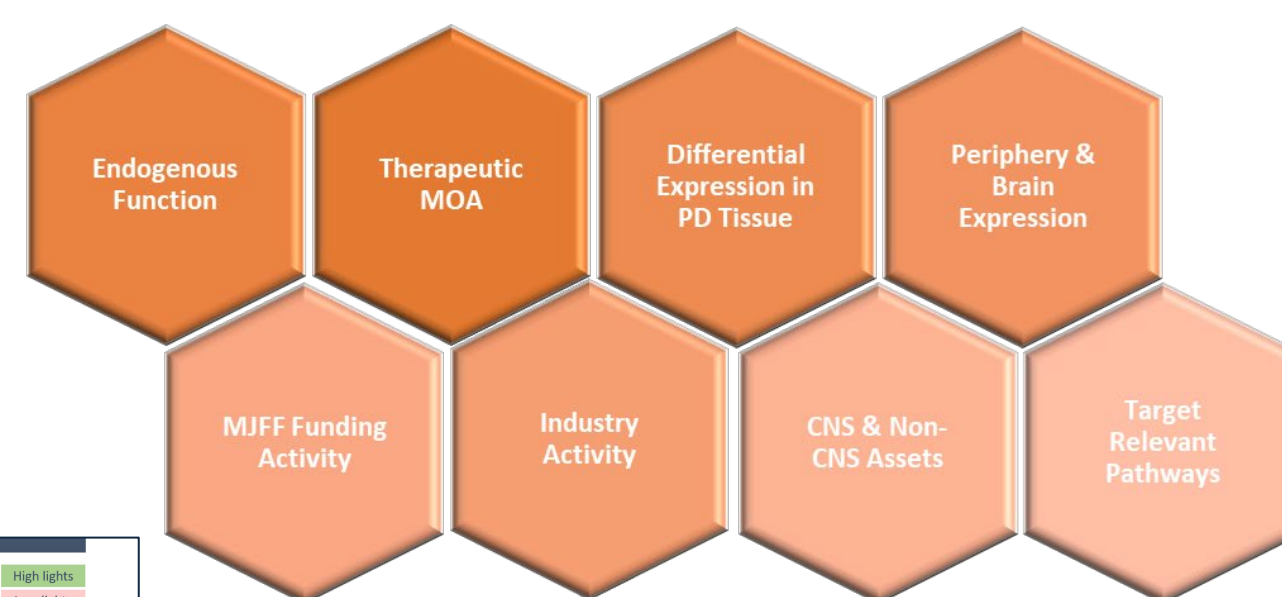 Endogenous
Function
Therapeutic
MOA
Differential
Expression in
PD Tissue
Periphery &
Brain
Expression
MJFF Funding
Activity
Industry
Activity
CNS & Non-
CNS Assets
Target
Relevant
Pathways
High lights